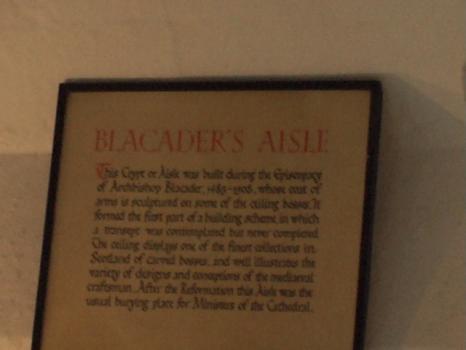 BLACADER'S AISLE
This Crypt or Aisle was built during the Episcopacy
of Archbishop Blacader, 1483-1508, whose coat of
arms is sculptured on some of the ceiling bosses. It
formed the first part of a building scheme in which
a transept was contemplated but never completed.
The ceiling displays one of the finest collections in
Scotland of carved bosses, and well illustrates the
variety of designs and conceptions of the mediaeval
craftsman. After the Reformation this Aisle was the
usual burying place for Ministers of the Cathedral.